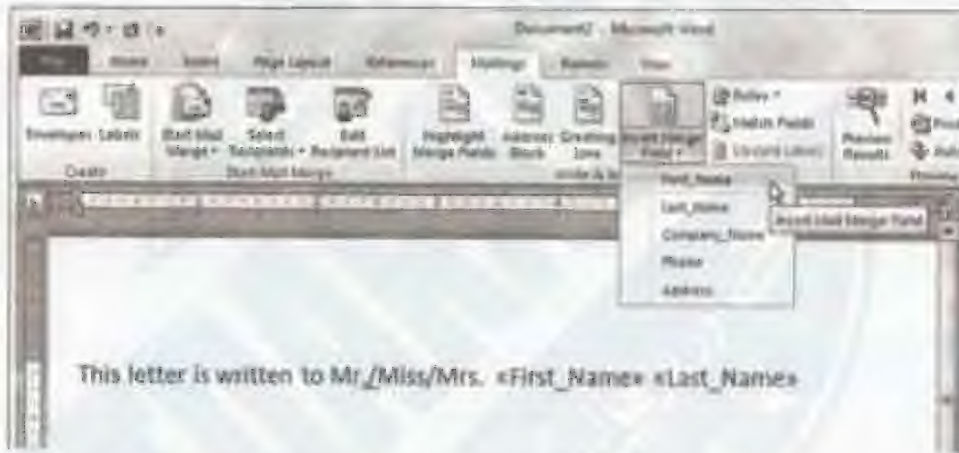 Document2 - Microsoft Word
File Home Insert Page Layout References Mailings Review View
Envelopes Labels Start Mail Merge Select Recipients Edit Recipient List Highlight Merge Fields Address Block Greeting Line Insert Merge Field Rules
Match Fields
Update Labels
Preview Results
Create Start Mail Merge
First_Name
Last_Name
Insert Mail Merge Field
Company_Name
Phone
Address
This letter is written to Mr./Miss/Mrs. «First_Name» «Last_Name»